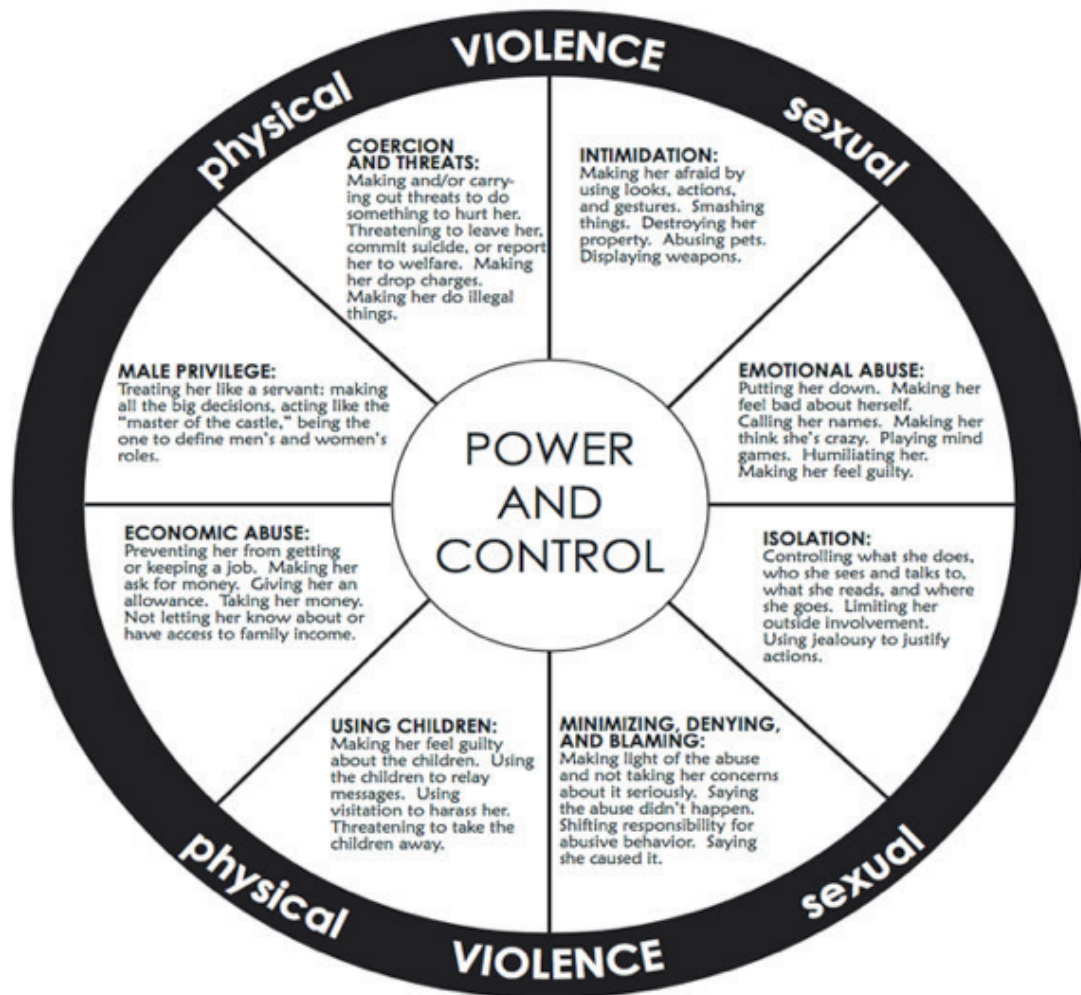 physical VIOLENCE sexual
COERCION
AND THREATS:
Making and/or carry-
ing out threats to do
something to hurt her.
Threatening to leave her,
commit suicide, or report
her to welfare. Making
her drop charges.
Making her do illegal
things.
INTIMIDATION:
Making her afraid by
using looks, actions,
and gestures. Smashing
things. Destroying her
property. Abusing pets.
Displaying weapons.
MALE PRIVILEGE:
Treating her like a servant: making
all the big decisions, acting like the
“master of the castle,” being the
one to define men's and women's
roles.
EMOTIONAL ABUSE:
Putting her down. Making her
feel bad about herself.
Calling her names. Making her
think she's crazy. Playing mind
games. Humiliating her.
Making her feel guilty.
POWER
AND
CONTROL
ECONOMIC ABUSE:
Preventing her from getting
or keeping a job. Making her
ask for money. Giving her an
allowance. Taking her money.
Not letting her know about or
have access to family income.
ISOLATION:
Controlling what she does,
who she sees and talks to,
what she reads, and where
she goes. Limiting her
outside involvement.
Using jealousy to justify
actions.
USING CHILDREN:
Making her feel guilty
about the children. Using
the children to relay
messages. Using
visitation to harass her.
Threatening to take the
children away.
MINIMIZING, DENYING,
AND BLAMING:
Making light of the abuse
and not taking her concerns
about it seriously. Saying
the abuse didn't happen.
Shifting responsibility for
abusive behavior. Saying
she caused it.
physical VIOLENCE sexual